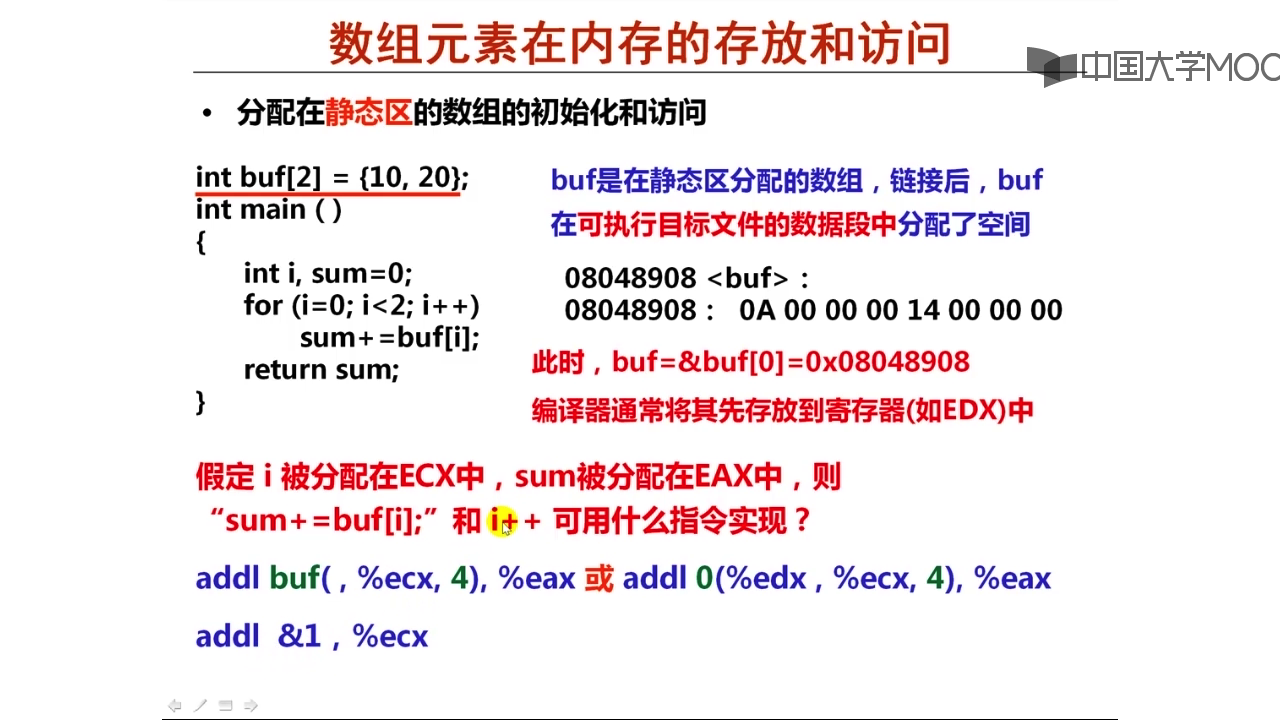 数组元素在内存的存放和访问
中国大学MOOC
• 分配在静态区的数组的初始化和访问
int buf[2] = {10, 20};
int main ( )
{
int i, sum=0;
for (i=0; i<2; i++)
sum+=buf[i];
return sum;
}
buf是在静态区分配的数组，链接后，buf
在可执行目标文件的数据段中分配了空间
08048908 <buf>：
08048908： 0A 00 00 00 14 00 00 00
此时，buf=&buf[0]=0x08048908
编译器通常将其先存放到寄存器(如EDX)中
假定 i 被分配在ECX中，sum被分配在EAX中，则
“sum+=buf[i];”和 i++ 可用什么指令实现？
addl buf( , %ecx, 4), %eax 或 addl 0(%edx , %ecx, 4), %eax
addl &1，%ecx